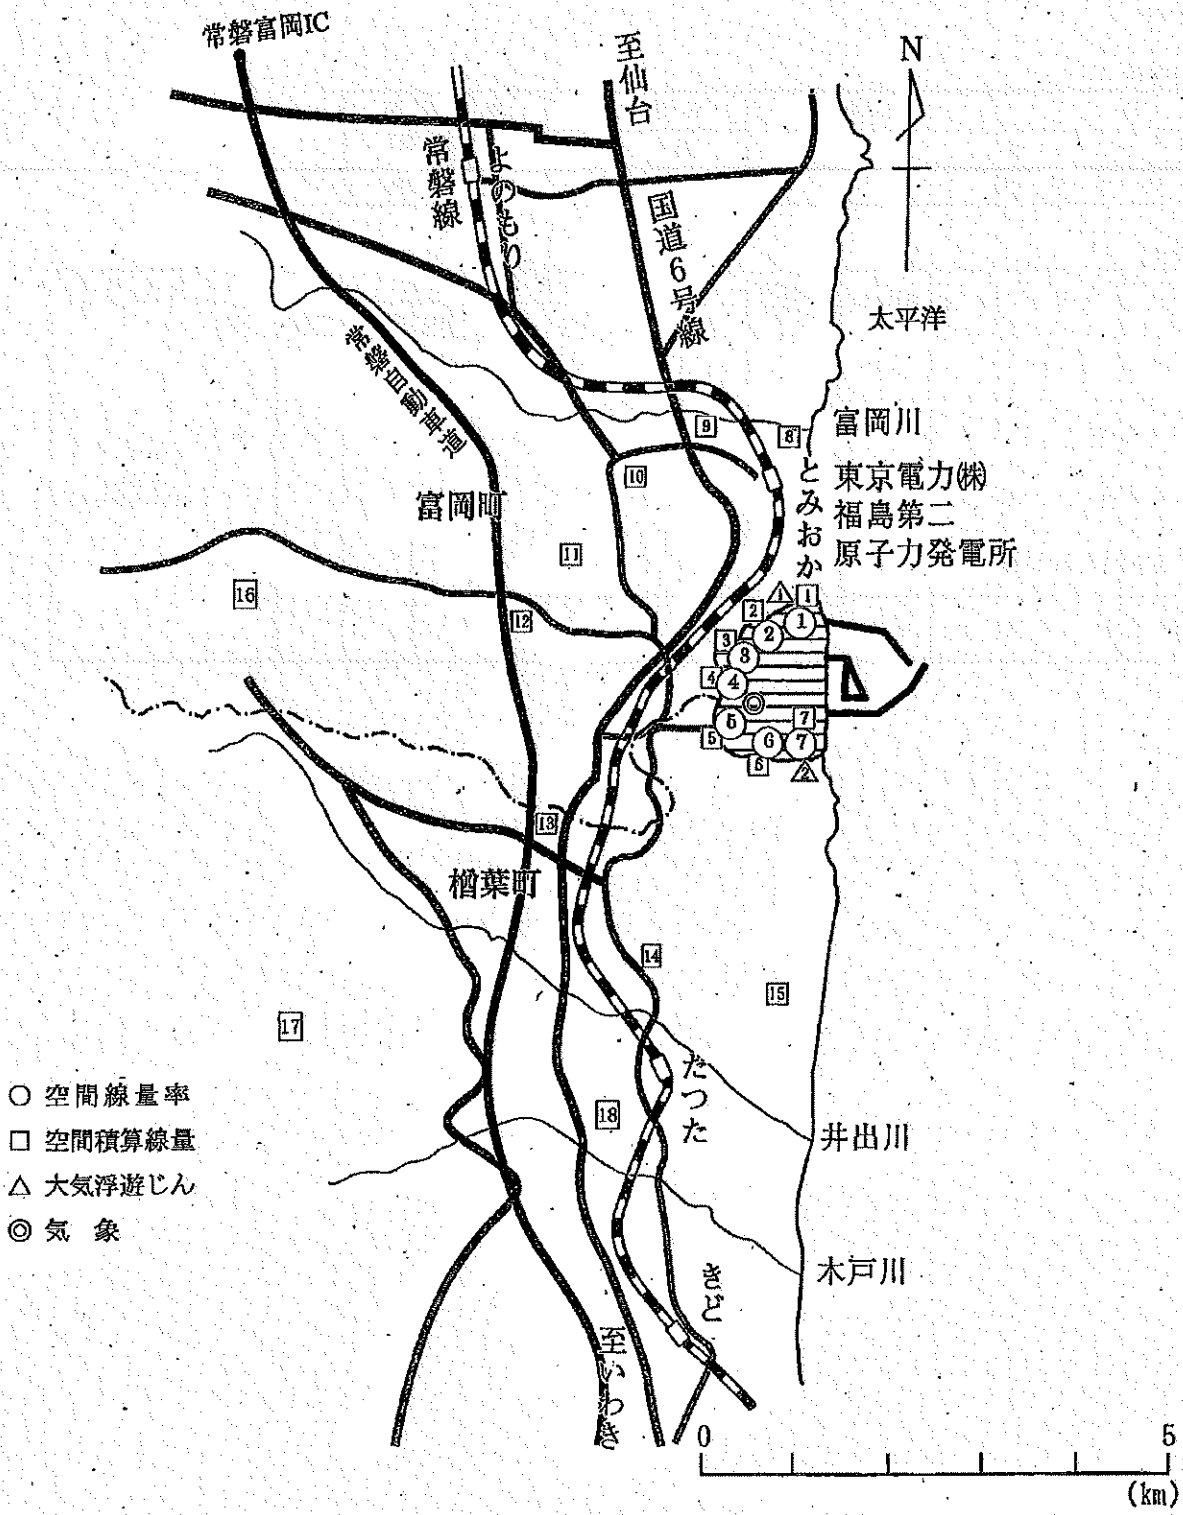 常磐富岡IC
至仙台
N
常磐線
よのもり
国道6号線
太平洋
常磐自動車道
富岡川
9
8
10
とみおか
東京電力(株)
福島第二
原子力発電所
富岡町
11
16
12
1
1
2
1
2
3
3
4
4
5
7
5
6
7
6
2
13
楢葉町
14
15
17
たつた
18
井出川
○ 空間線量率
□ 空間積算線量
△ 大気浮遊じん
◎ 気象
木戸川
きど
至いわき
0
5
(km)